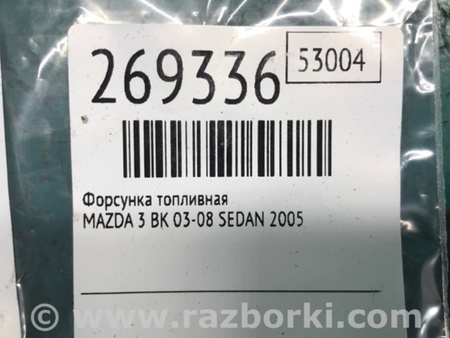 269336 53004
Форсунка топливная
MAZDA 3 BK 03-08 SEDAN 2005
© www.razborki.com